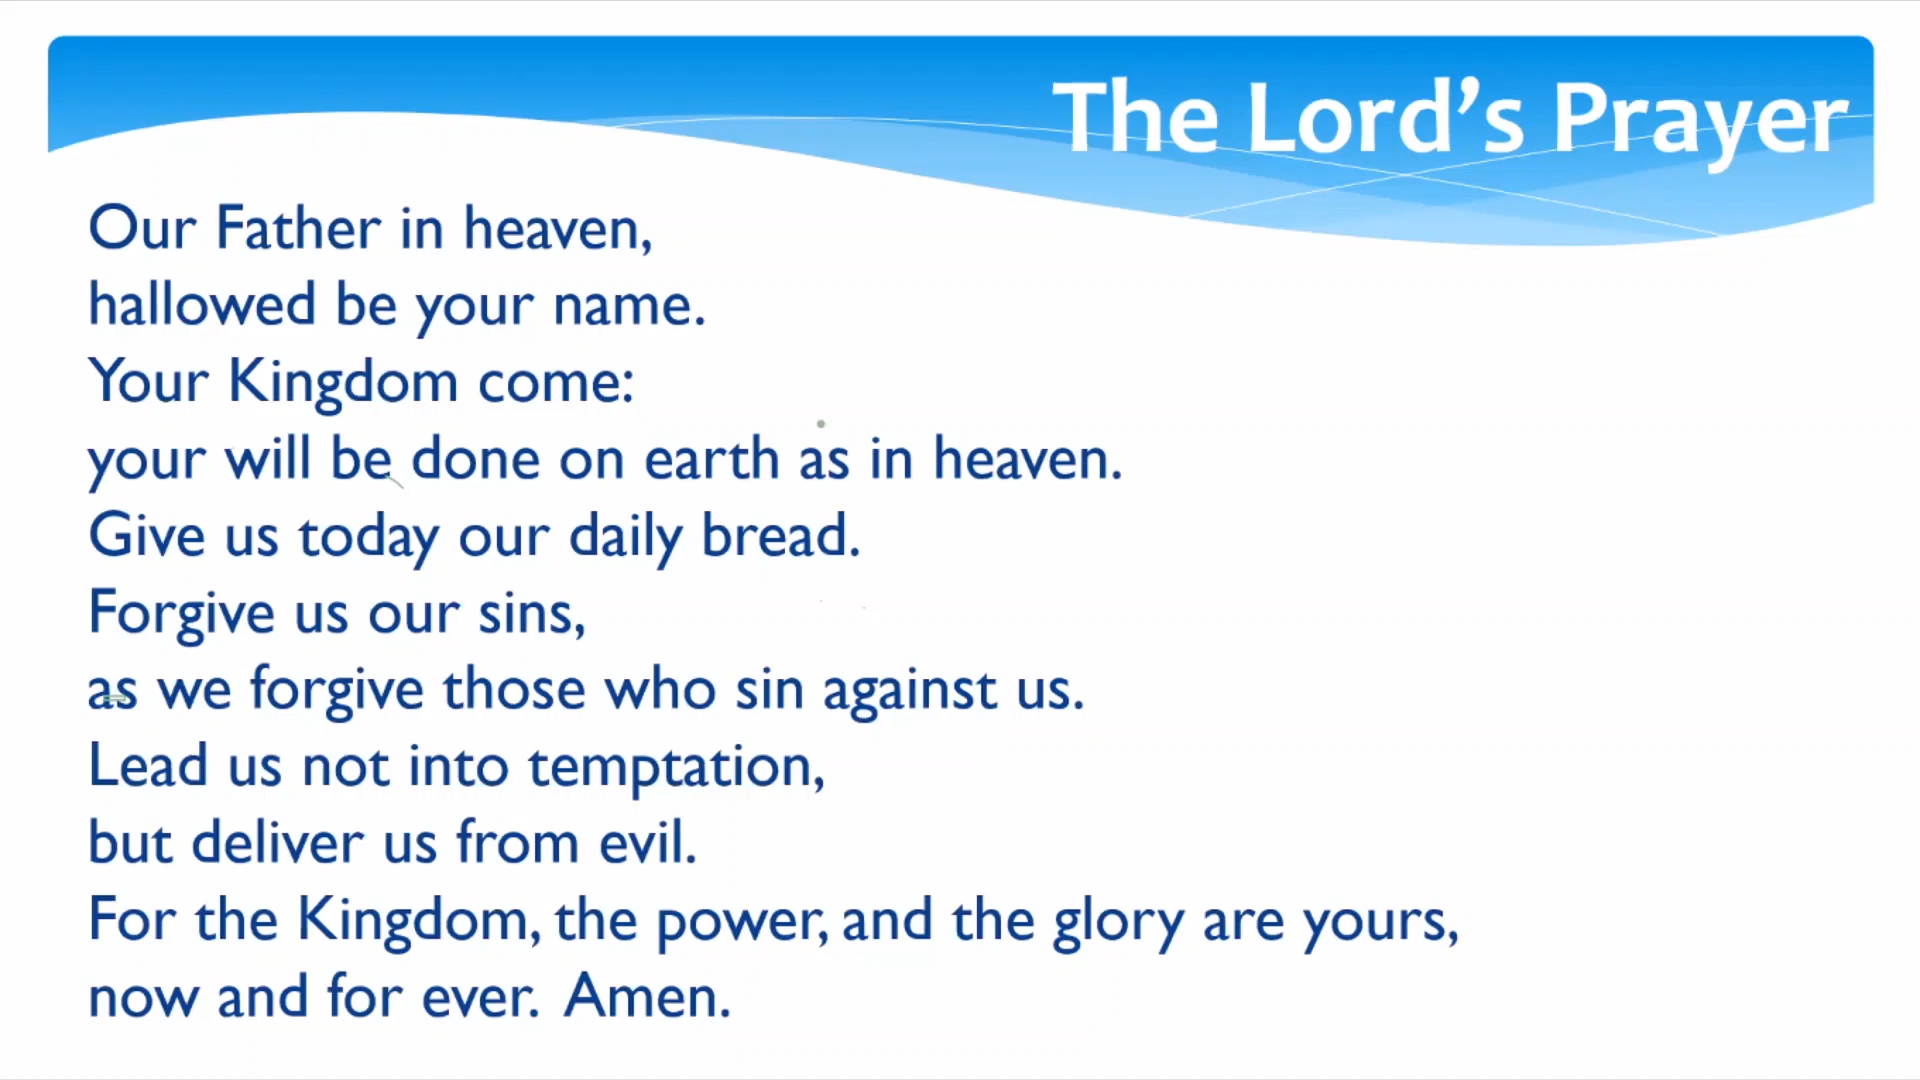 The Lord’s Prayer
Our Father in heaven,
hallowed be your name.
Your Kingdom come:
your will be done on earth as in heaven.
Give us today our daily bread.
Forgive us our sins,
as we forgive those who sin against us.
Lead us not into temptation,
but deliver us from evil.
For the Kingdom, the power, and the glory are yours,
now and for ever.  Amen.